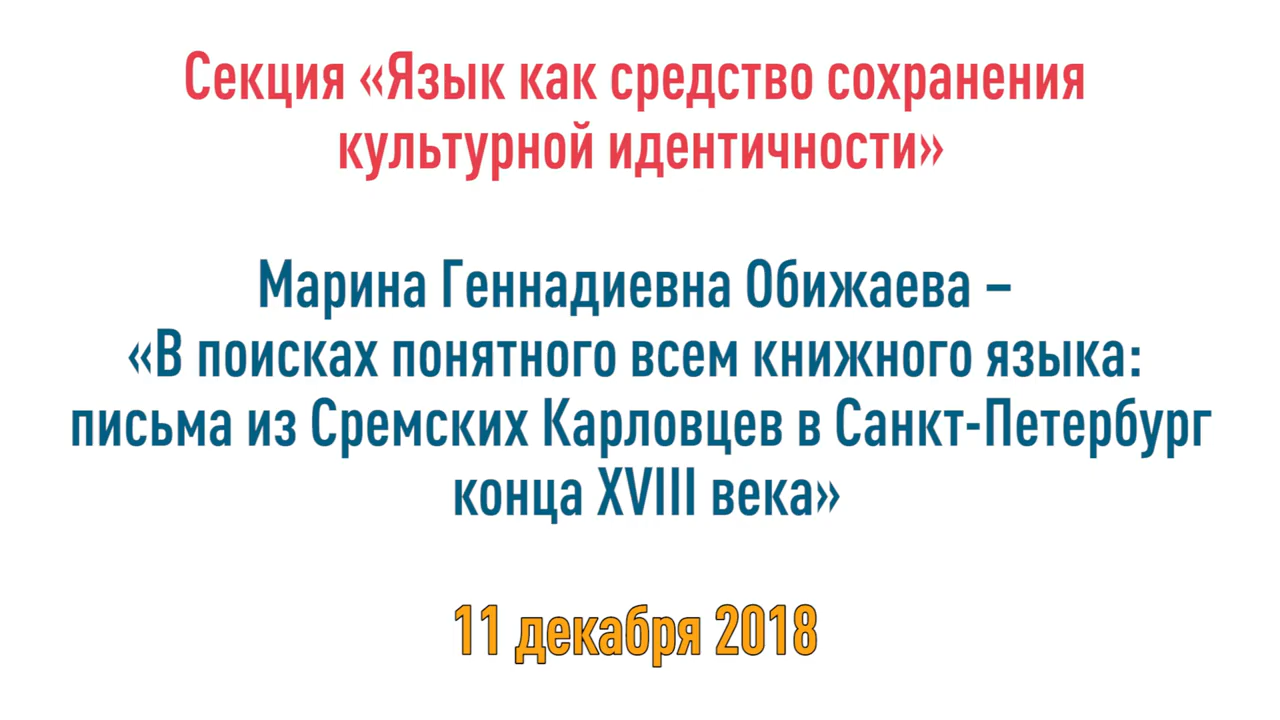 Секция «Язык как средство сохранения
культурной идентичности»
Марина Геннадиевна Обижаева –
«В поисках понятного всем книжного языка:
письма из Сремских Карловцев в Санкт-Петербург
конца XVIII века»
11 декабря 2018